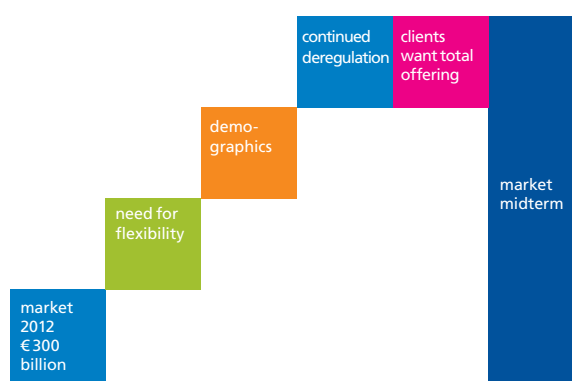 market
2012
€ 300
billion
need for
flexibility
demo-
graphics
continued
deregulation
clients
want total
offering
market
midterm